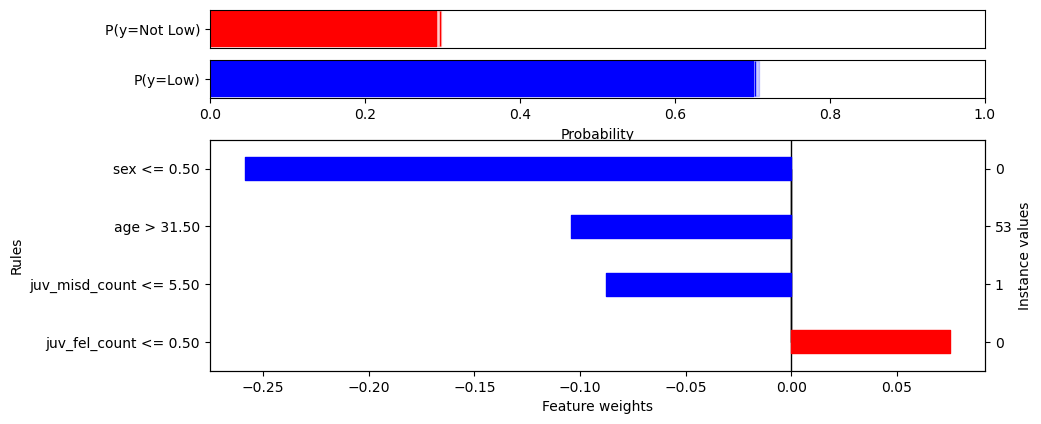 P(y=Not Low)
P(y=Low)
0.0 0.2 0.4 0.6 0.8 1.0
Probability
sex <= 0.50 0
age > 31.50 53
juv_misd_count <= 5.50 1
juv_fel_count <= 0.50 0
Rules
Instance values
−0.25 −0.20 −0.15 −0.10 −0.05 0.00 0.05
Feature weights